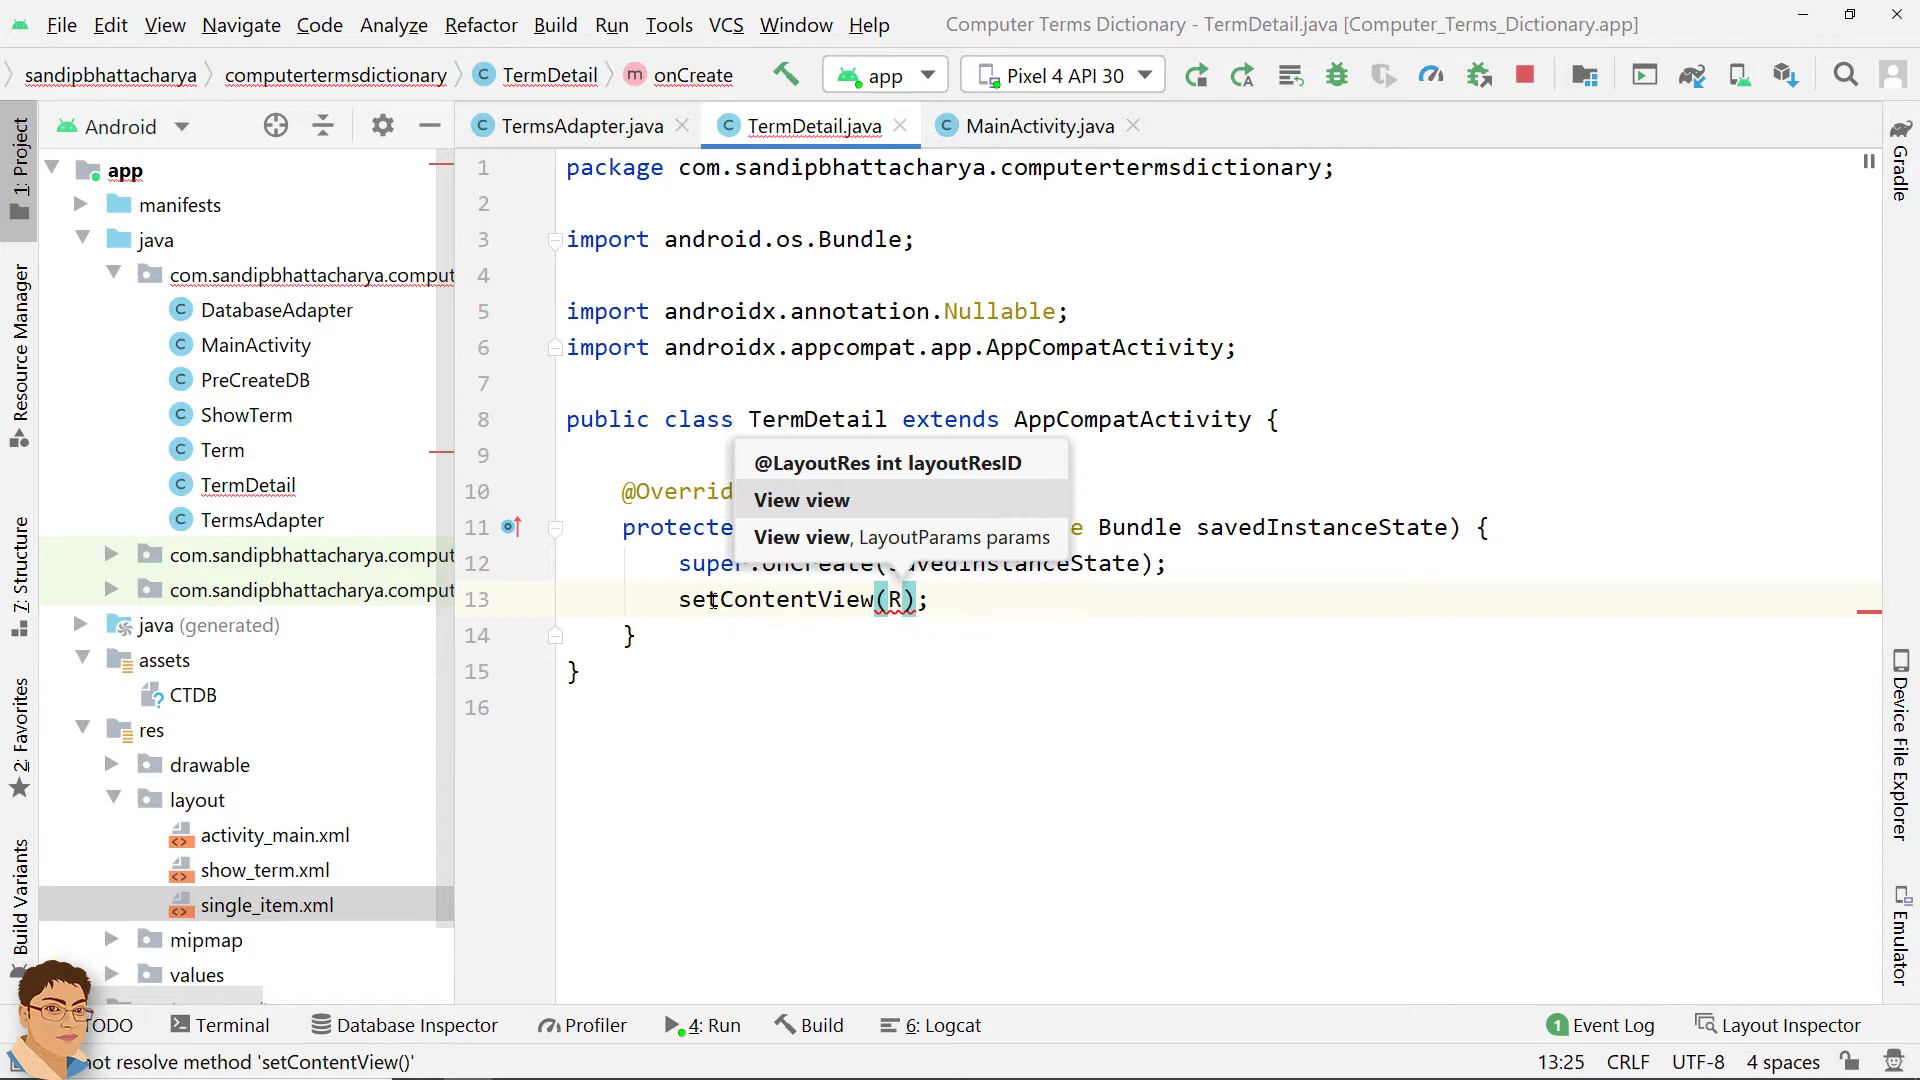 File Edit View Navigate Code Analyze Refactor Build Run Tools VCS Window Help Computer Terms Dictionary - TermDetail.java [Computer_Terms_Dictionary.app]
sandipbhattacharya computertermsdictionary TermDetail onCreate app Pixel 4 API 30
Android
TermsAdapter.java TermDetail.java MainActivity.java
1: Project
Resource Manager
7: Structure
2: Favorites
Build Variants
app
manifests
java
com.sandipbhattacharya.comput
DatabaseAdapter
MainActivity
PreCreateDB
ShowTerm
Term
TermDetail
TermsAdapter
com.sandipbhattacharya.comput
com.sandipbhattacharya.comput
java (generated)
assets
CTDB
res
drawable
layout
activity_main.xml
show_term.xml
single_item.xml
mipmap
values
1 package com.sandipbhattacharya.computertermsdictionary;
2
3 import android.os.Bundle;
4
5 import androidx.annotation.Nullable;
6 import androidx.appcompat.app.AppCompatActivity;
7
8 public class TermDetail extends AppCompatActivity {
9
@LayoutRes int layoutResID
View view
View view, LayoutParams params
10 @Overrid
11 protecte e Bundle savedInstanceState) {
12 super.onCreate(savedInstanceState);
13 setContentView(R);
14 }
15 }
16
Gradle
Device File Explorer
Emulator
TODO Terminal Database Inspector Profiler 4: Run Build 6: Logcat 1 Event Log Layout Inspector
not resolve method 'setContentView()' 13:25 CRLF UTF-8 4 spaces